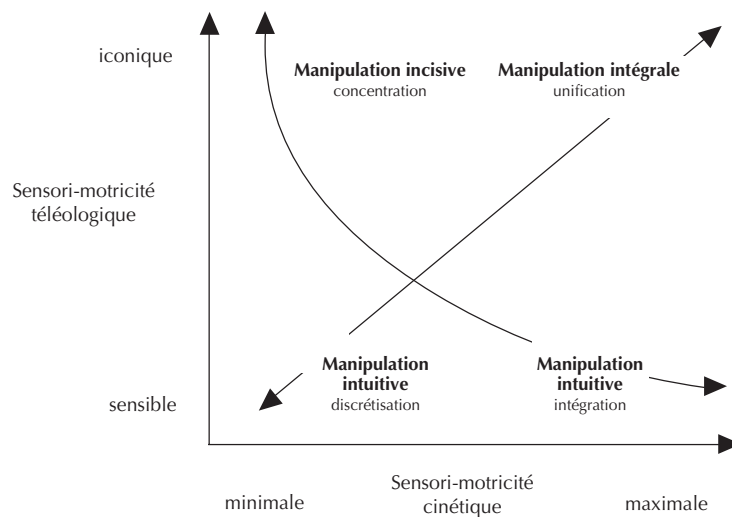 iconique
Manipulation incisive
concentration
Manipulation intégrale
unification
Sensori-motricité
téléologique
Manipulation
intuitive
discrétisation
Manipulation
intuitive
intégration
sensible
Sensori-motricité
cinétique
minimale
maximale